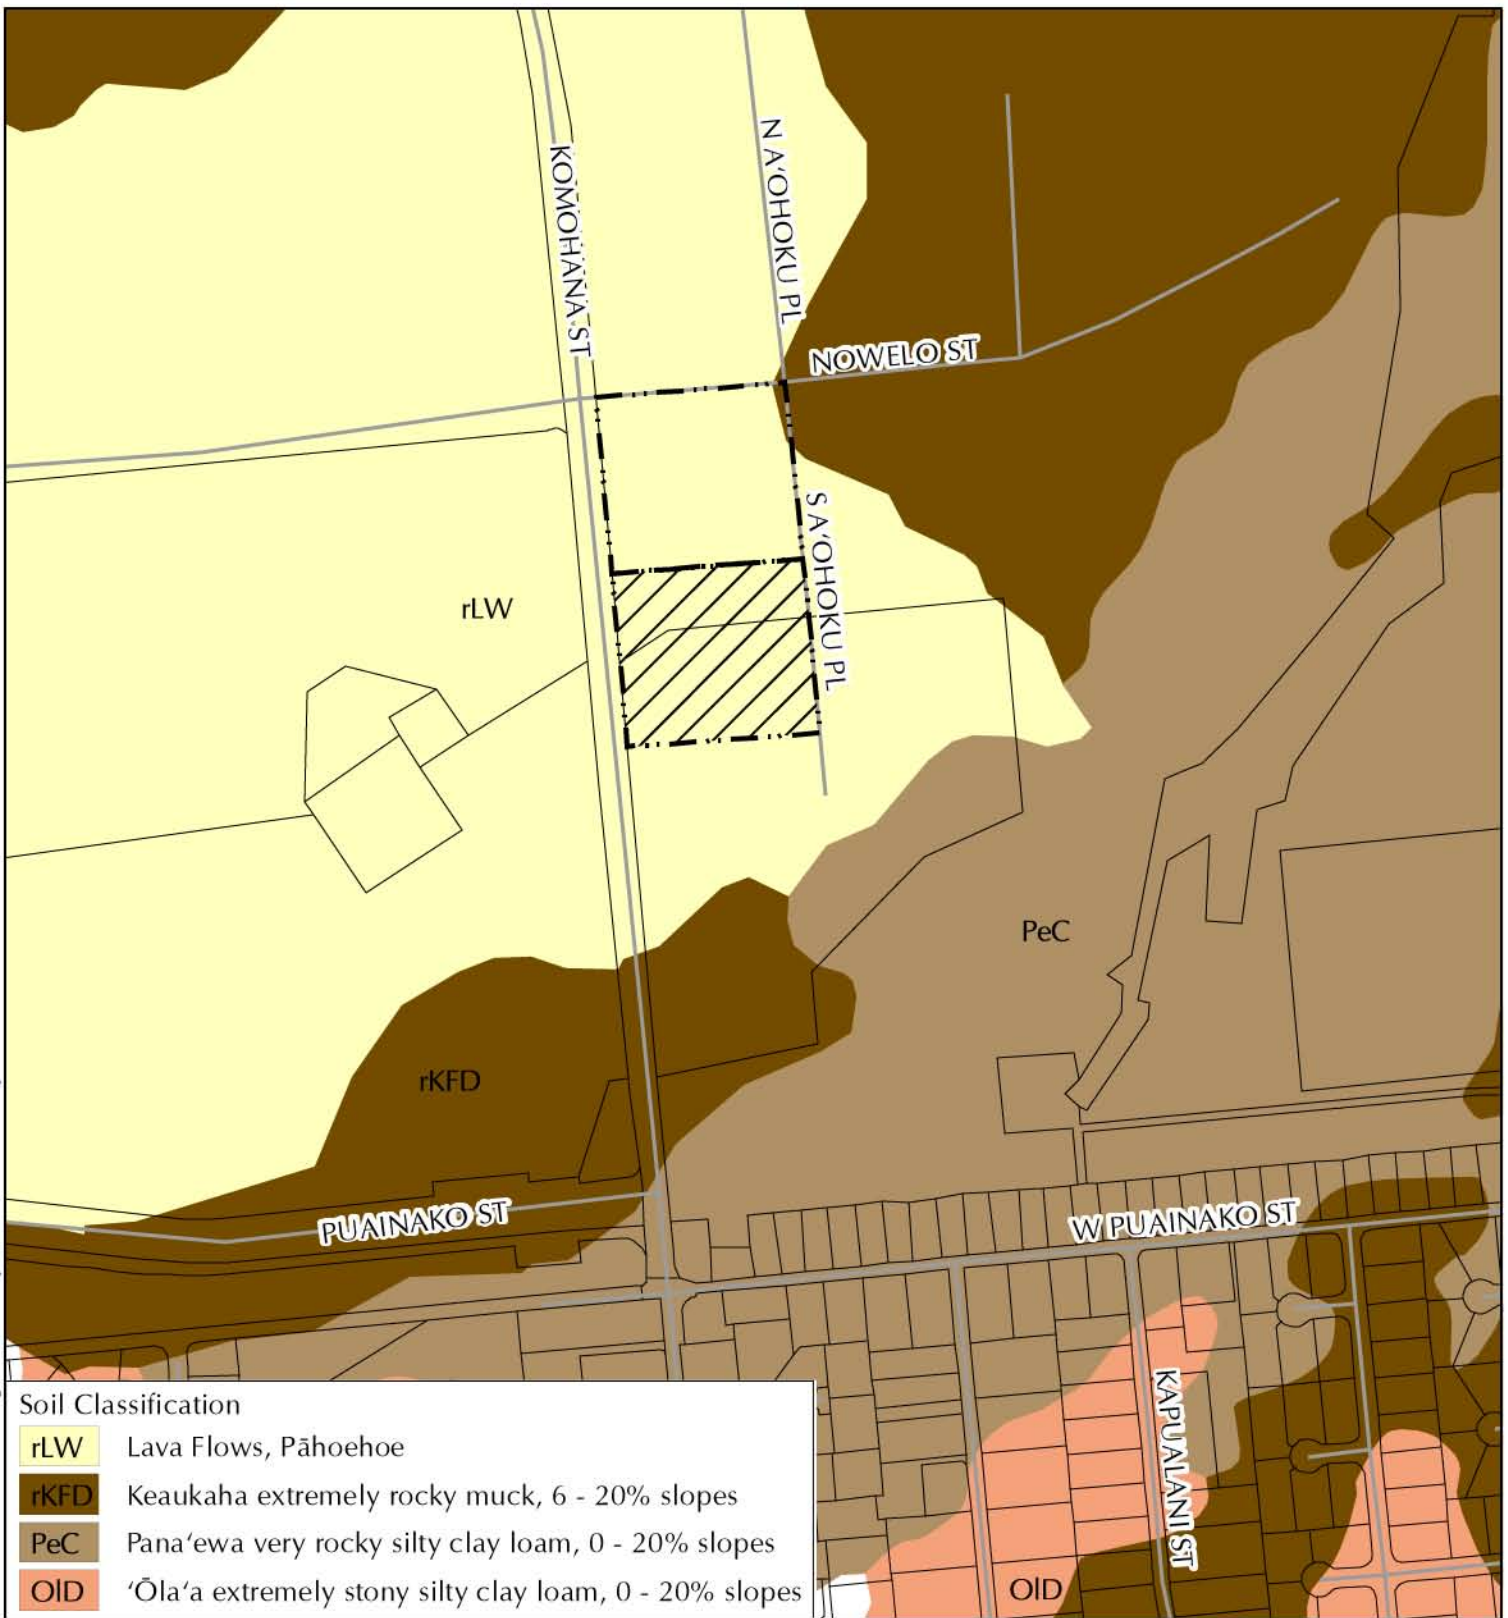 KOMOHANA ST
N A‘OHOKU PL
NOWELO ST
S A‘OHOKU PL
rLW
PeC
rKFD
PUAINAKO ST
W PUAINAKO ST
KAPUALANI ST
OlD
Soil Classification
rLW Lava Flows, Pāhoehoe
rKFD Keaukaha extremely rocky muck, 6 - 20% slopes
PeC Pana‘ewa very rocky silty clay loam, 0 - 20% slopes
OlD ‘Ōla‘a extremely stony silty clay loam, 0 - 20% slopes